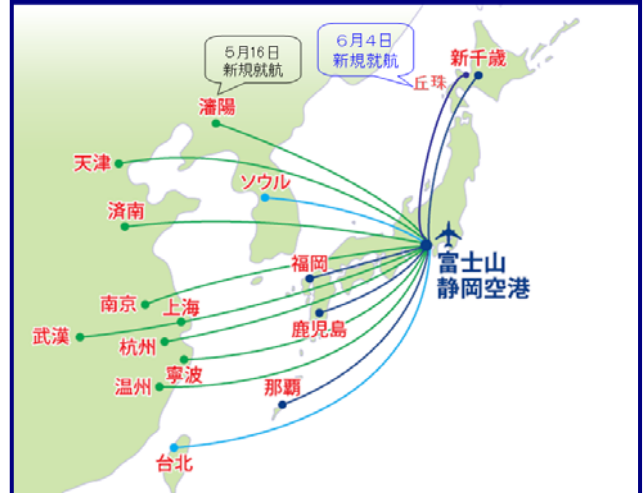 5月16日
新規就航
6月4日
新規就航
新千歳
丘珠
瀋陽
天津
ソウル
済南
富士山
静岡空港
福岡
南京
上海
鹿児島
武漢
杭州
寧波
温州
那覇
台北